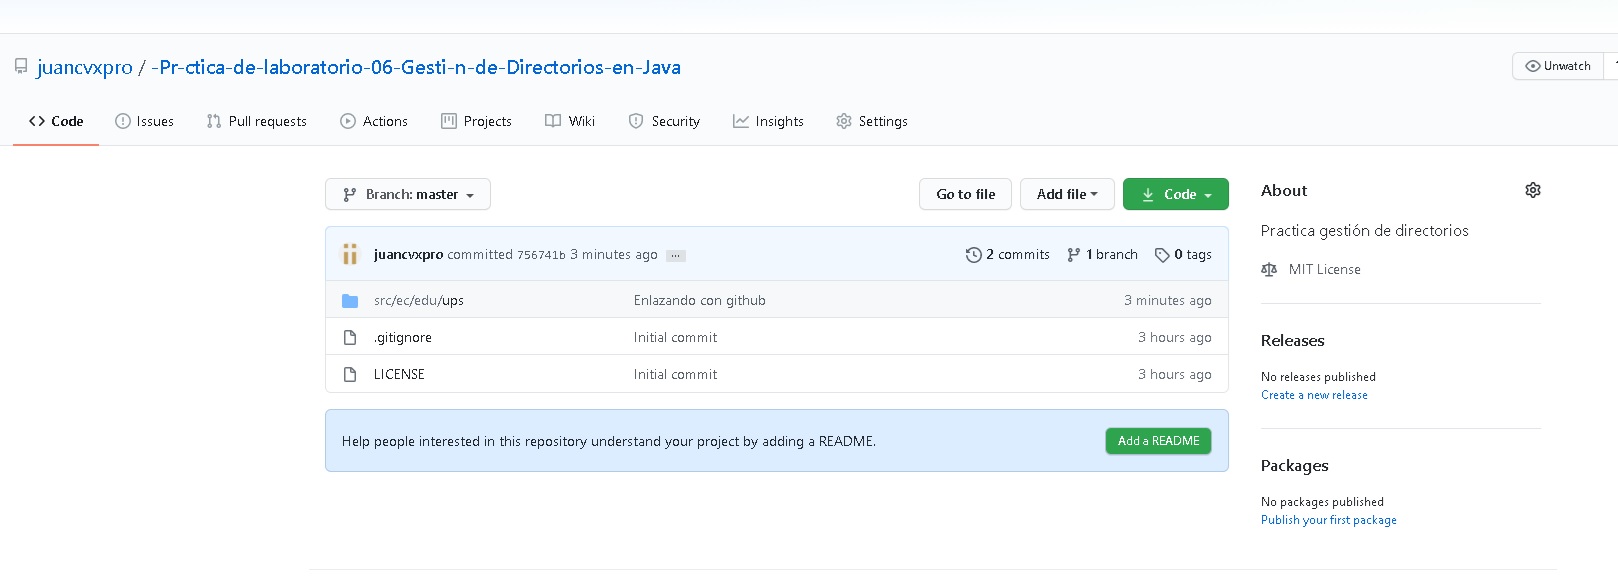 juancvxpro / -Pr-ctica-de-laboratorio-06-Gesti-n-de-Directorios-en-Java
Unwatch
Code Issues Pull requests Actions Projects Wiki Security Insights Settings
Branch: master
Go to file
Add file
Code
juancvxpro committed 756741b 3 minutes ago ...
2 commits 1 branch 0 tags
src/ec/edu/ups Enlazando con github 3 minutes ago
.gitignore Initial commit 3 hours ago
LICENSE Initial commit 3 hours ago
Help people interested in this repository understand your project by adding a README.
Add a README
About
Practica gestión de directorios
MIT License
Releases
No releases published
Create a new release
Packages
No packages published
Publish your first package